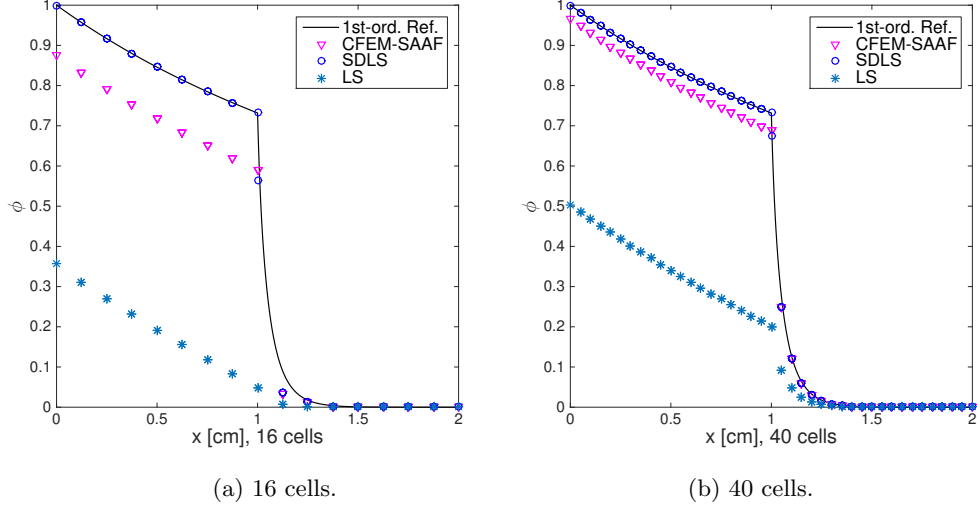 1
0.9
0.8
0.7
0.6
0.5
0.4
0.3
0.2
0.1
0
ϕ
0 0.5 1 1.5 2
x [cm], 16 cells
1st-ord. Ref.
CFEM-SAAF
SDLS
LS
(a) 16 cells.
1
0.9
0.8
0.7
0.6
0.5
0.4
0.3
0.2
0.1
0
ϕ
0 0.5 1 1.5 2
x [cm], 40 cells
1st-ord. Ref.
CFEM-SAAF
SDLS
LS
(b) 40 cells.